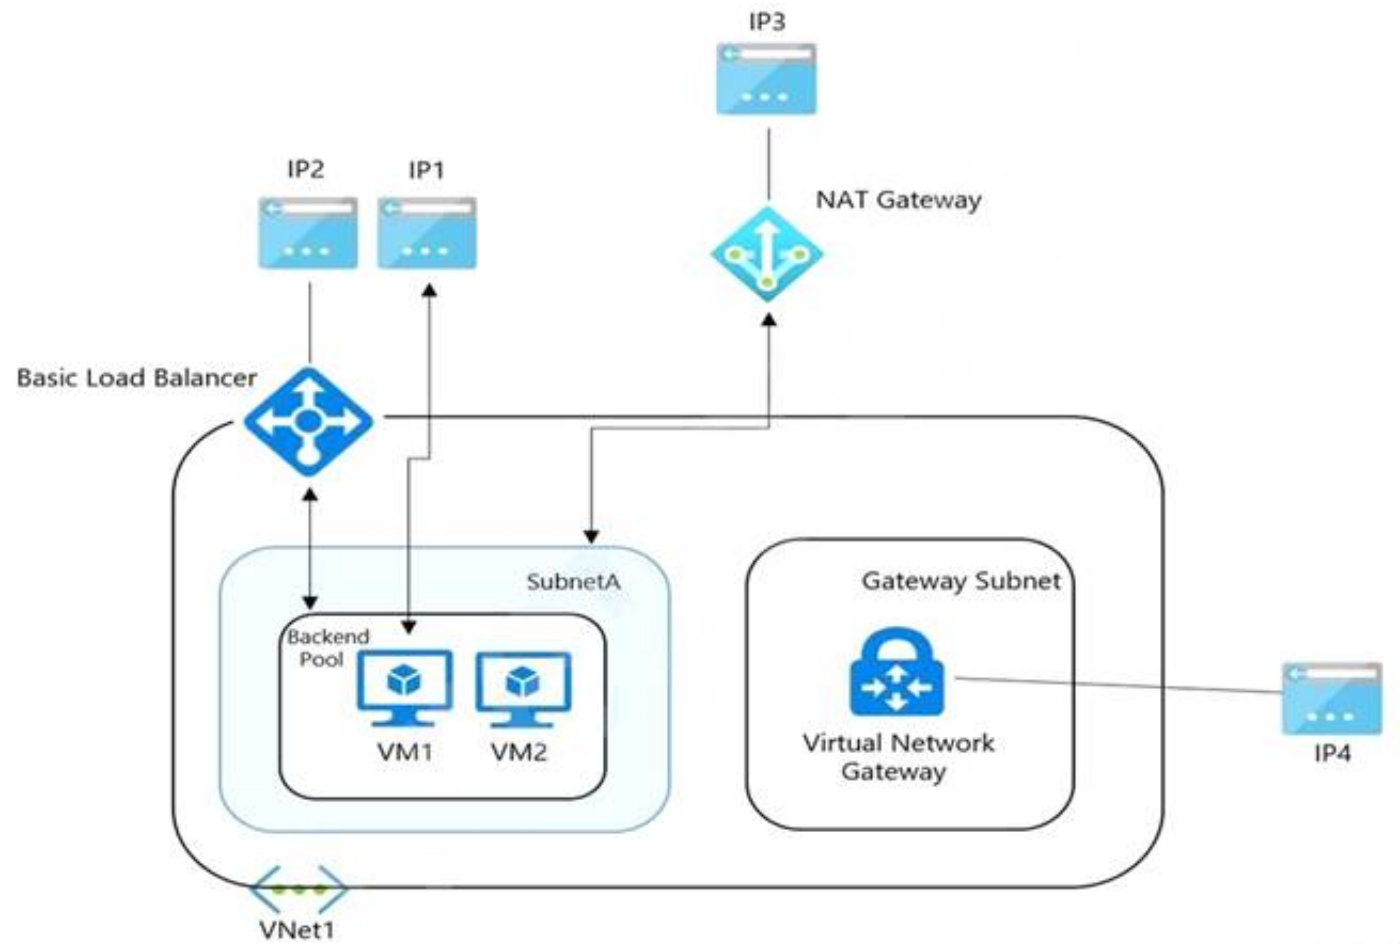 IP3
IP2
IP1
NAT Gateway
Basic Load Balancer
SubnetA
Gateway Subnet
Backend
Pool
VM1
VM2
Virtual Network
Gateway
IP4
VNet1